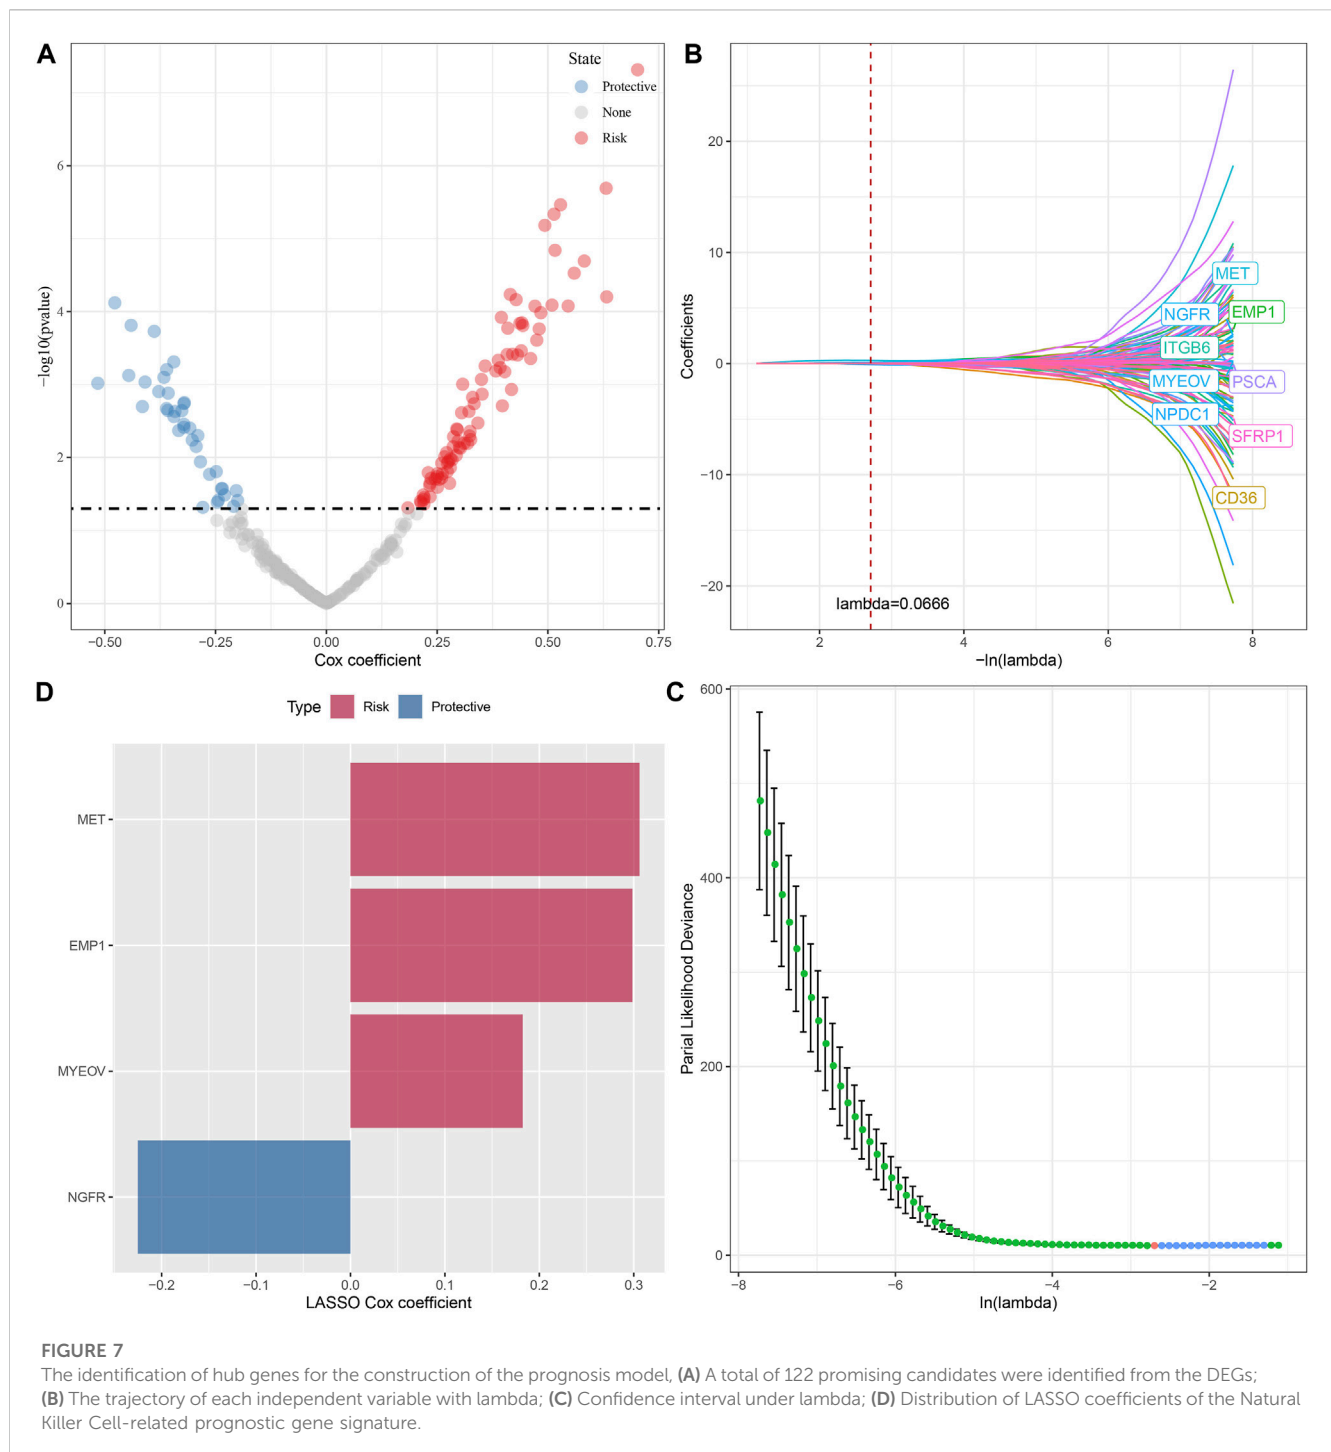 A
State
Protective
None
Risk
6
4
2
0
−log10(pvalue)
−0.50
−0.25
0.00
0.25
0.50
0.75
Cox coefficient
B
20
10
0
−10
−20
Coefficients
MET
NGFR
EMP1
ITGB6
MYEOV
PSCA
NPDC1
SFRP1
CD36
lambda=0.0666
2
4
6
8
−ln(lambda)
D
Type
Risk
Protective
MET
EMP1
MYEOV
NGFR
−0.2
−0.1
0.0
0.1
0.2
0.3
LASSO Cox coefficient
C
600
400
200
0
Parial Likelihood Deviance
−8
−6
−4
−2
ln(lambda)
FIGURE 7
The identification of hub genes for the construction of the prognosis model, (A) A total of 122 promising candidates were identified from the DEGs;
(B) The trajectory of each independent variable with lambda; (C) Confidence interval under lambda; (D) Distribution of LASSO coefficients of the Natural
Killer Cell-related prognostic gene signature.